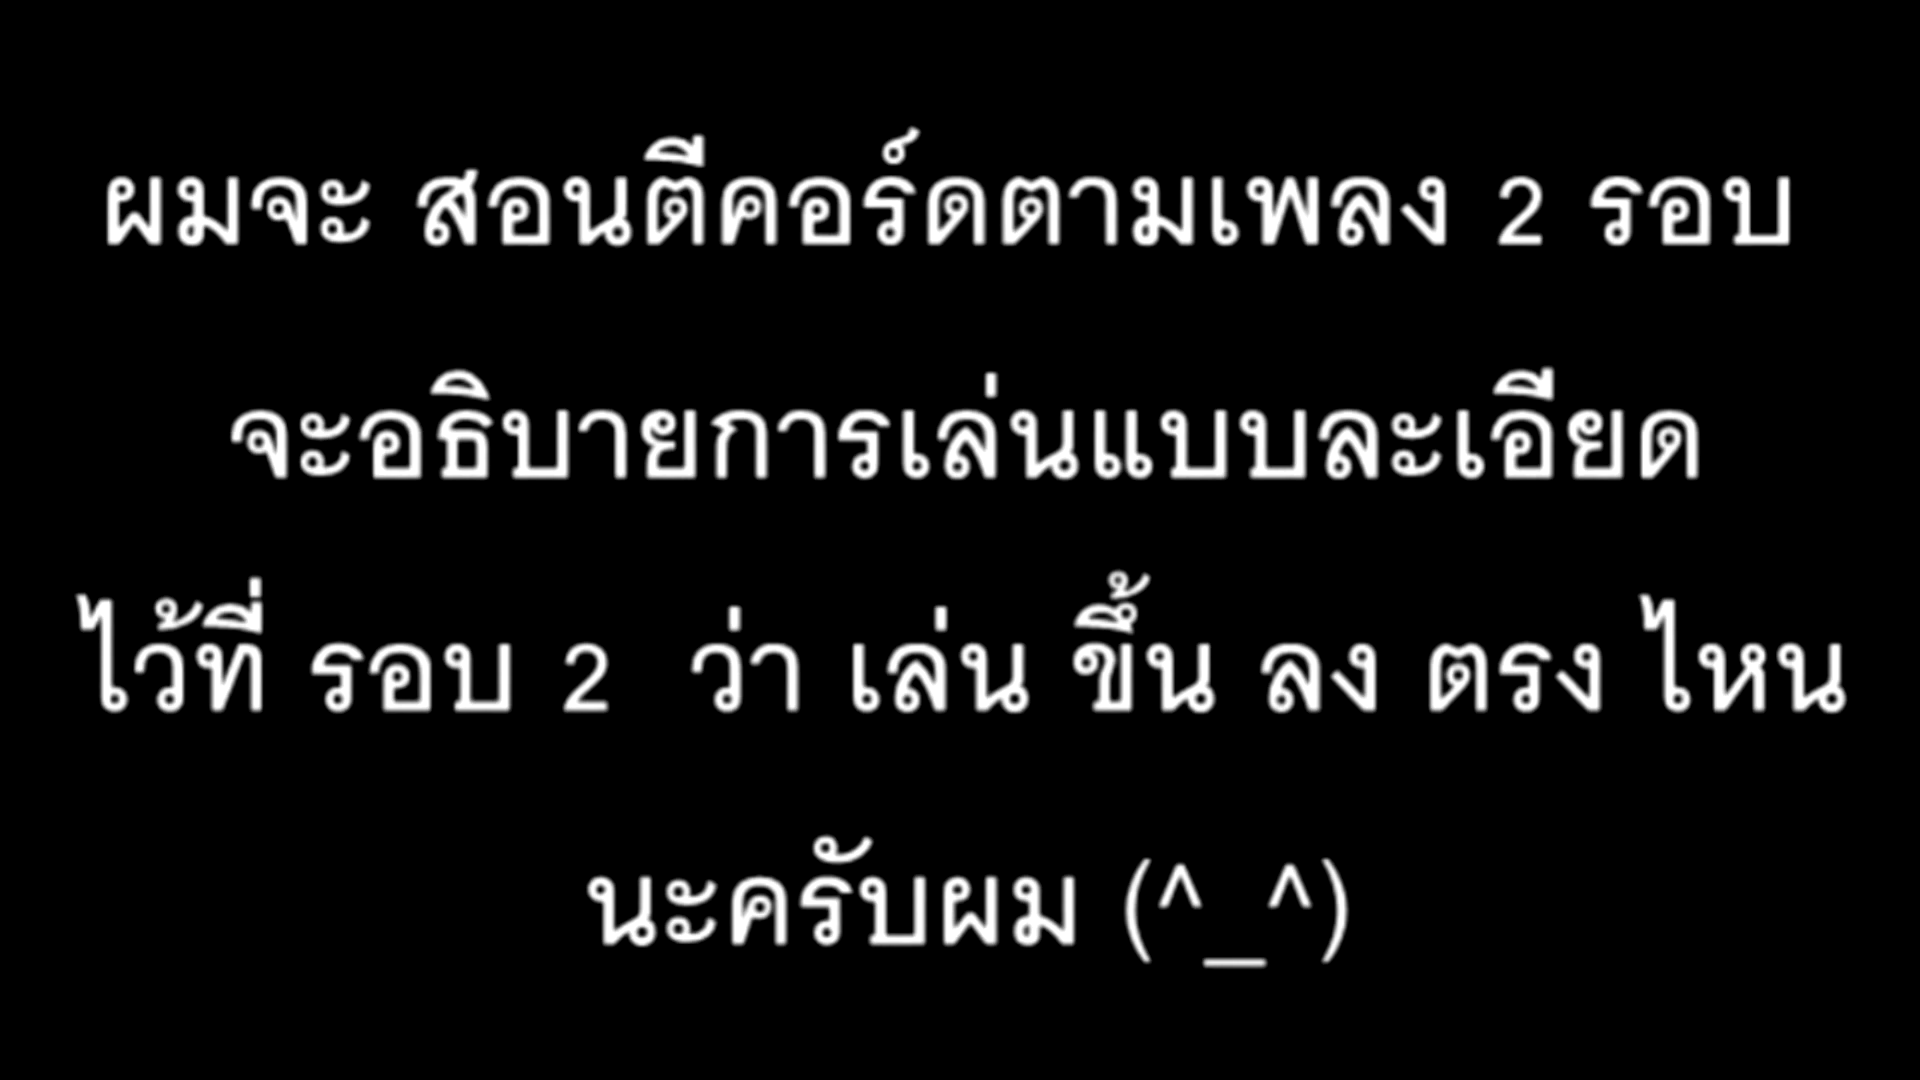 ผมจะ สอนตีคอร์ดตามเพลง 2 รอบ
จะอธิบายการเล่นแบบละเอียด
ไว้ที่ รอบ 2 ว่า เล่น ขึ้น ลง ตรง ไหน
นะครับผม (^_^)